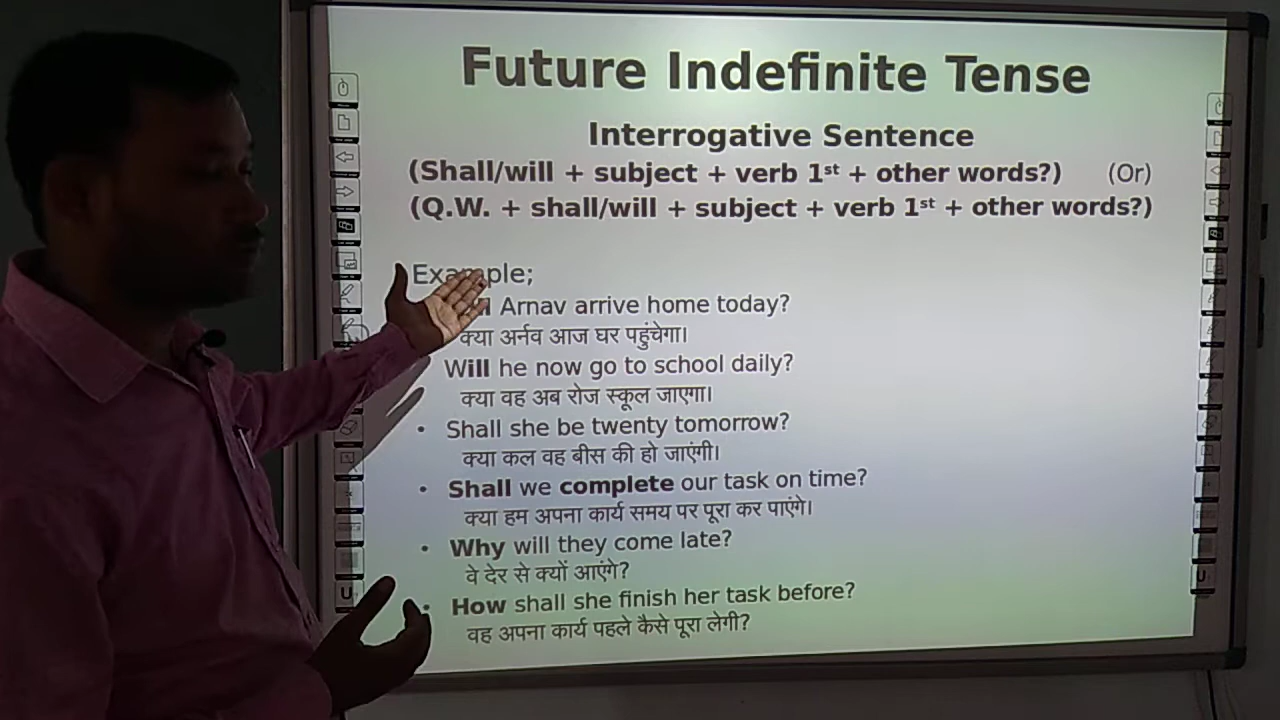 Future Indefinite Tense
Interrogative Sentence
(Shall/will + subject + verb 1st + other words?) (Or)
(Q.W. + shall/will + subject + verb 1st + other words?)
Example;
Arnav arrive home today?
क्या अर्नव आज घर पहुंचेगा।
Will he now go to school daily?
क्या वह अब रोज स्कूल जाएगा।
• Shall she be twenty tomorrow?
क्या कल वह बीस की हो जाएंगी।
• Shall we complete our task on time?
क्या हम अपना कार्य समय पर पूरा कर पाएंगे।
• Why will they come late?
वे देर से क्यों आएंगे?
• How shall she finish her task before?
वह अपना कार्य पहले कैसे पूरा लेगी?